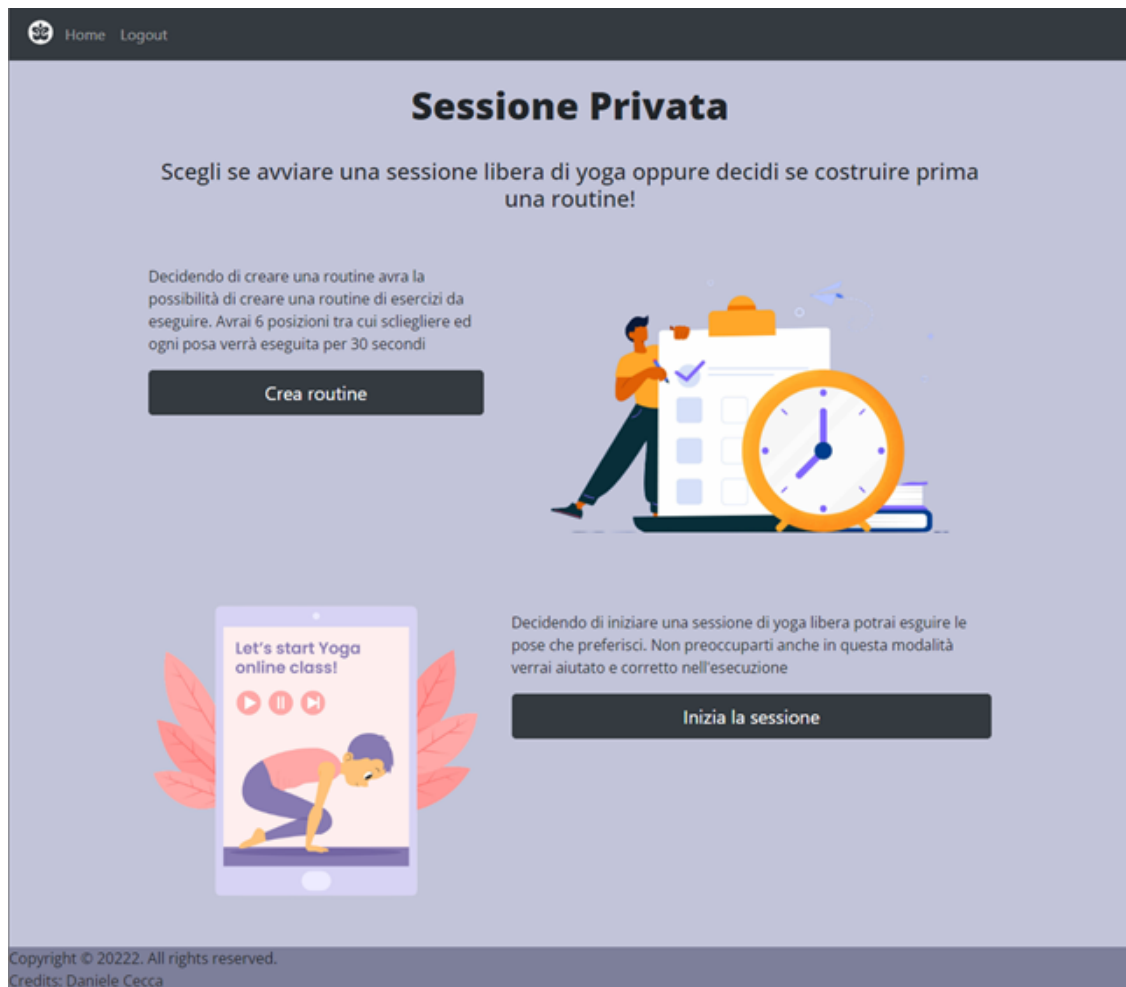 Home Logout
Sessione Privata
Scegli se avviare una sessione libera di yoga oppure decidi se costruire prima
una routine!
Decidendo di creare una routine avra la
possibilità di creare una routine di esercizi da
eseguire. Avrai 6 posizioni tra cui scliegliere ed
ogni posa verrà eseguita per 30 secondi
Crea routine
Let's start Yoga
online class!
Decidendo di iniziare una sessione di yoga libera potrai esguire le
pose che preferisci. Non preoccuparti anche in questa modalità
verrai aiutato e corretto nell'esecuzione
Inizia la sessione
Copyright © 20222. All rights reserved.
Credits: Daniele Cecca